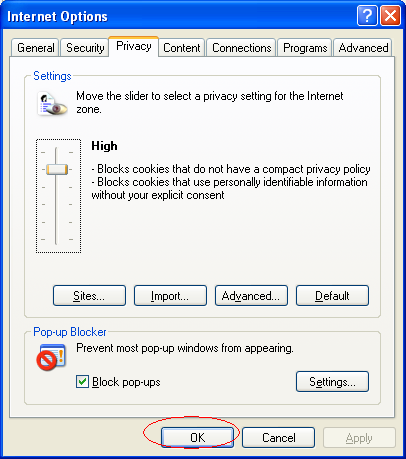 Internet Options
General Security Privacy Content Connections Programs Advanced
Settings
Move the slider to select a privacy setting for the Internet
zone.
High
- Blocks cookies that do not have a compact privacy policy
- Blocks cookies that use personally identifiable information
without your explicit consent
Sites... Import... Advanced... Default
Pop-up Blocker
Prevent most pop-up windows from appearing.
Block pop-ups Settings...
OK Cancel Apply